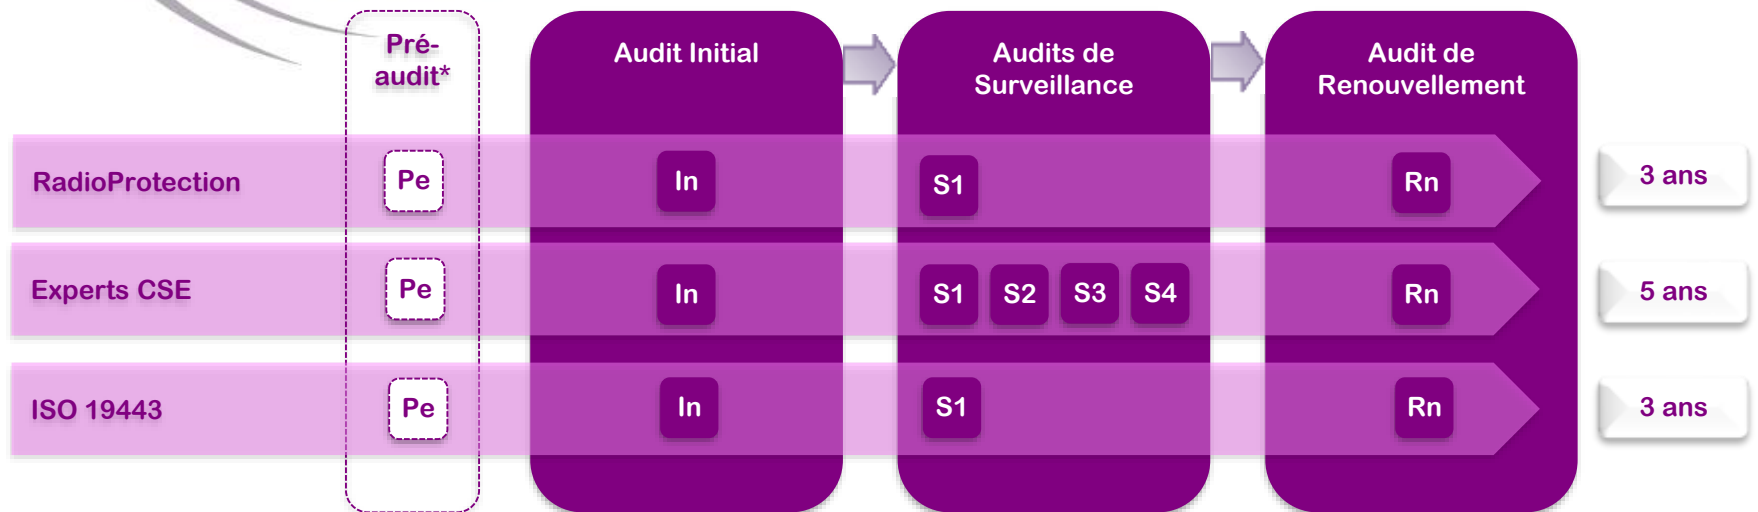 Pré-
audit*
Audit Initial
Audits de
Surveillance
Audit de
Renouvellement
RadioProtection
Pe
In
S1
Rn
3 ans
Experts CSE
Pe
In
S1
S2
S3
S4
Rn
5 ans
ISO 19443
Pe
In
S1
Rn
3 ans